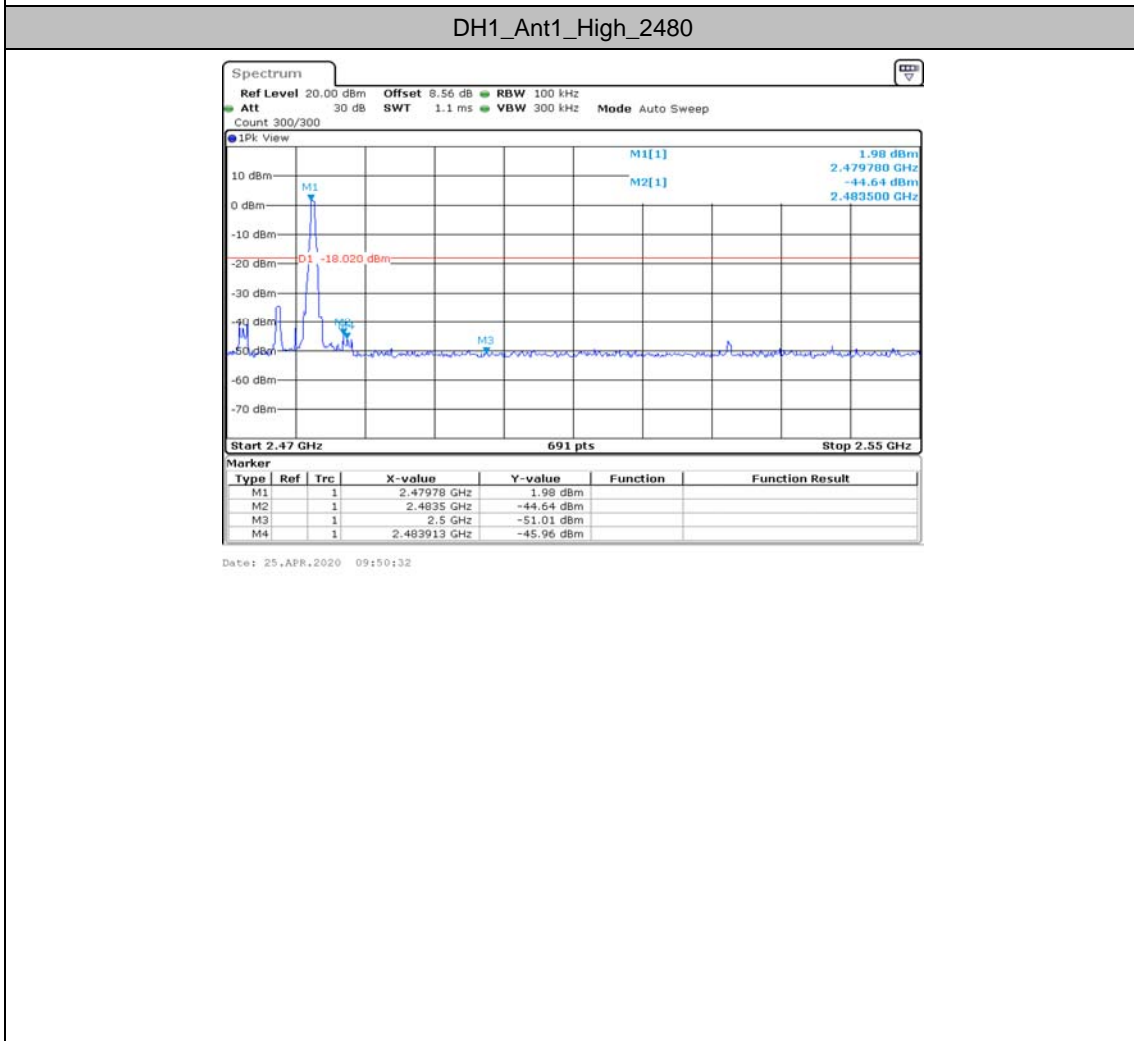 DH1_Ant1_High_2480
Spectrum
Ref Level 20.00 dBm Offset 8.56 dB RBW 100 kHz
Att 30 dB SWT 1.1 ms VBW 300 kHz Mode Auto Sweep
Count 300/300
1Pk View
M1[1] 1.98 dBm
2.479780 GHz
M2[1] -44.64 dBm
2.483500 GHz
10 dBm
M1
0 dBm
-10 dBm
D1 -18.020 dBm
-20 dBm
-30 dBm
-40 dBm
M3
-50 dBm
-60 dBm
-70 dBm
Start 2.47 GHz 691 pts Stop 2.55 GHz
Marker
Type Ref Trc X-value Y-value Function Function Result
M1 1 2.47978 GHz 1.98 dBm
M2 1 2.4835 GHz -44.64 dBm
M3 1 2.5 GHz -51.01 dBm
M4 1 2.483913 GHz -45.96 dBm
Date: 25.APR.2020 09:50:32